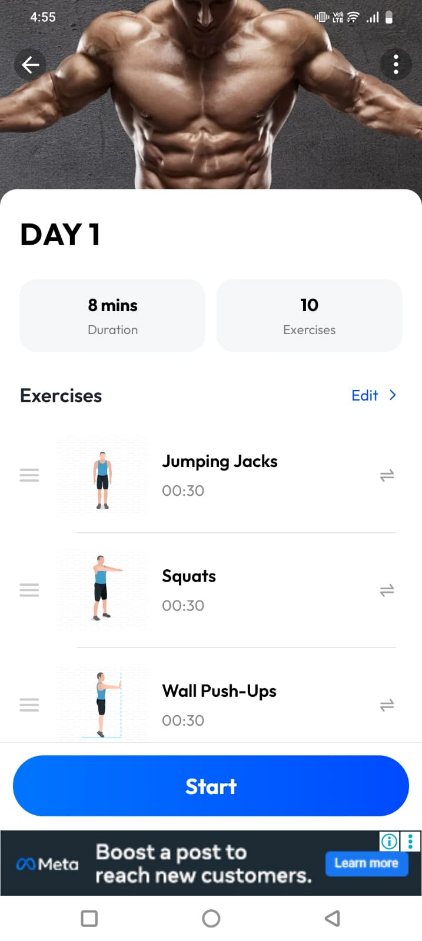 4:55
DAY 1
8 mins
Duration
10
Exercises
Exercises
Edit
Jumping Jacks
00:30
Squats
00:30
Wall Push-Ups
00:30
Start
Meta
Boost a post to
reach new customers.
Learn more